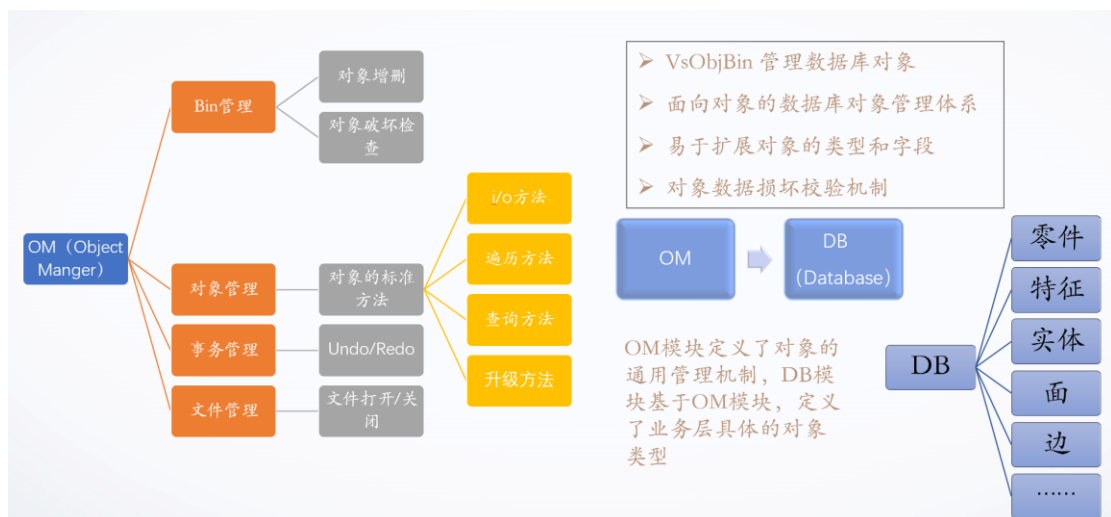 OM（Object
Manger）
Bin管理
对象增删
对象破坏检
查
对象管理
对象的标准
方法
i/o方法
遍历方法
查询方法
升级方法
事务管理
Undo/Redo
文件管理
文件打开/关
闭
➢ VsObjBin 管理数据库对象
➢ 面向对象的数据库对象管理体系
➢ 易于扩展对象的类型和字段
➢ 对象数据损坏校验机制
OM
DB
（Database）
OM模块定义了对象的
通用管理机制，DB模
块基于OM模块，定义
了业务层具体的对象
类型
DB
零件
特征
实体
面
边
……